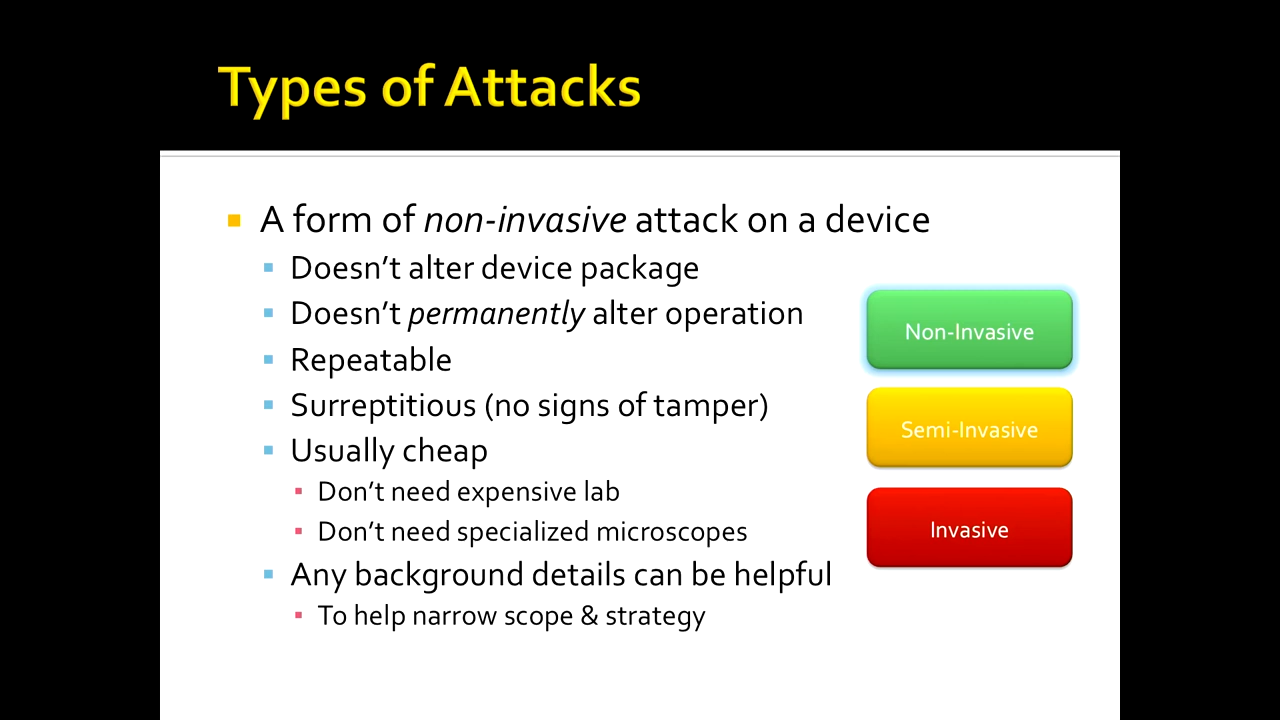 Types of Attacks
A form of non-invasive attack on a device
Doesn’t alter device package
Doesn’t permanently alter operation
Repeatable
Surreptitious (no signs of tamper)
Usually cheap
Don’t need expensive lab
Don’t need specialized microscopes
Any background details can be helpful
To help narrow scope & strategy
Non-Invasive
Semi-Invasive
Invasive